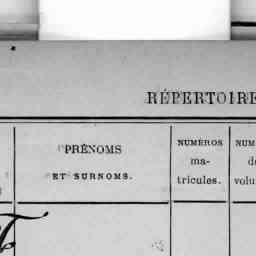 RÉPERTOIRE
PRÉNOMS
ET SURNOMS.
NUMÉROS
ma-
tricules.